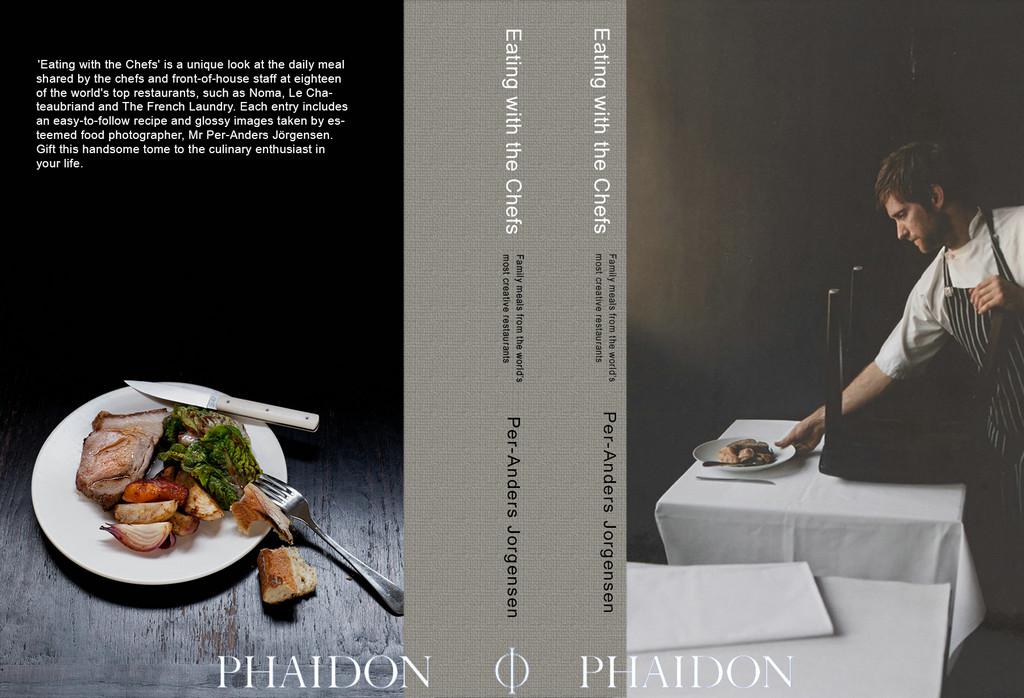 'Eating with the Chefs' is a unique look at the daily meal
shared by the chefs and front-of-house staff at eighteen
of the world's top restaurants, such as Noma, Le Cha-
teaubriand and The French Laundry. Each entry includes
an easy-to-follow recipe and glossy images taken by es-
teemed food photographer, Mr Per-Anders Jörgensen.
Gift this handsome tome to the culinary enthusiast in
your life.
Eating with the Chefs
Family meals from the world's
most creative restaurants
Per-Anders Jorgensen
Eating with the Chefs
Family meals from the world's
most creative restaurants
Per-Anders Jorgensen
PHAIDON
PHAIDON